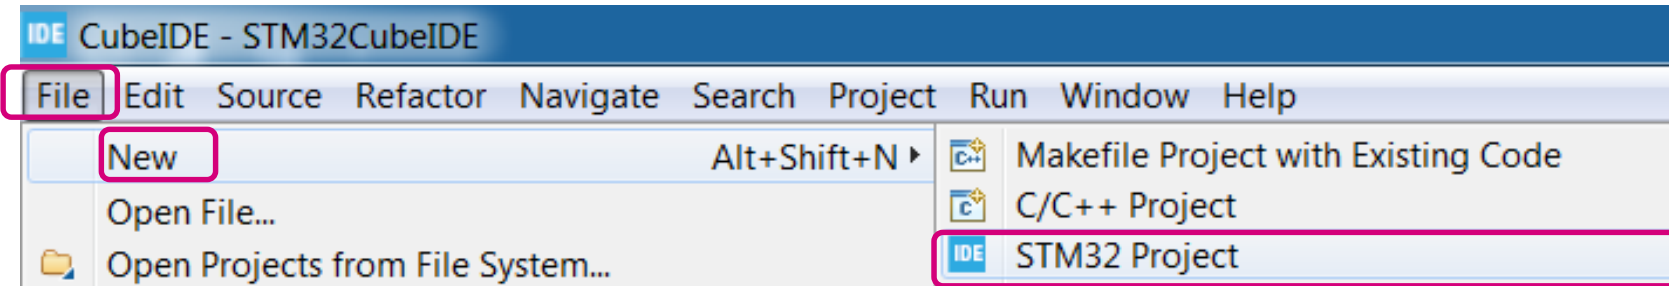 IDE CubeIDE - STM32CubeIDE
File Edit Source Refactor Navigate Search Project Run Window Help
New Alt+Shift+N
Open File...
Open Projects from File System...
C++ Makefile Project with Existing Code
C C/C++ Project
IDE STM32 Project